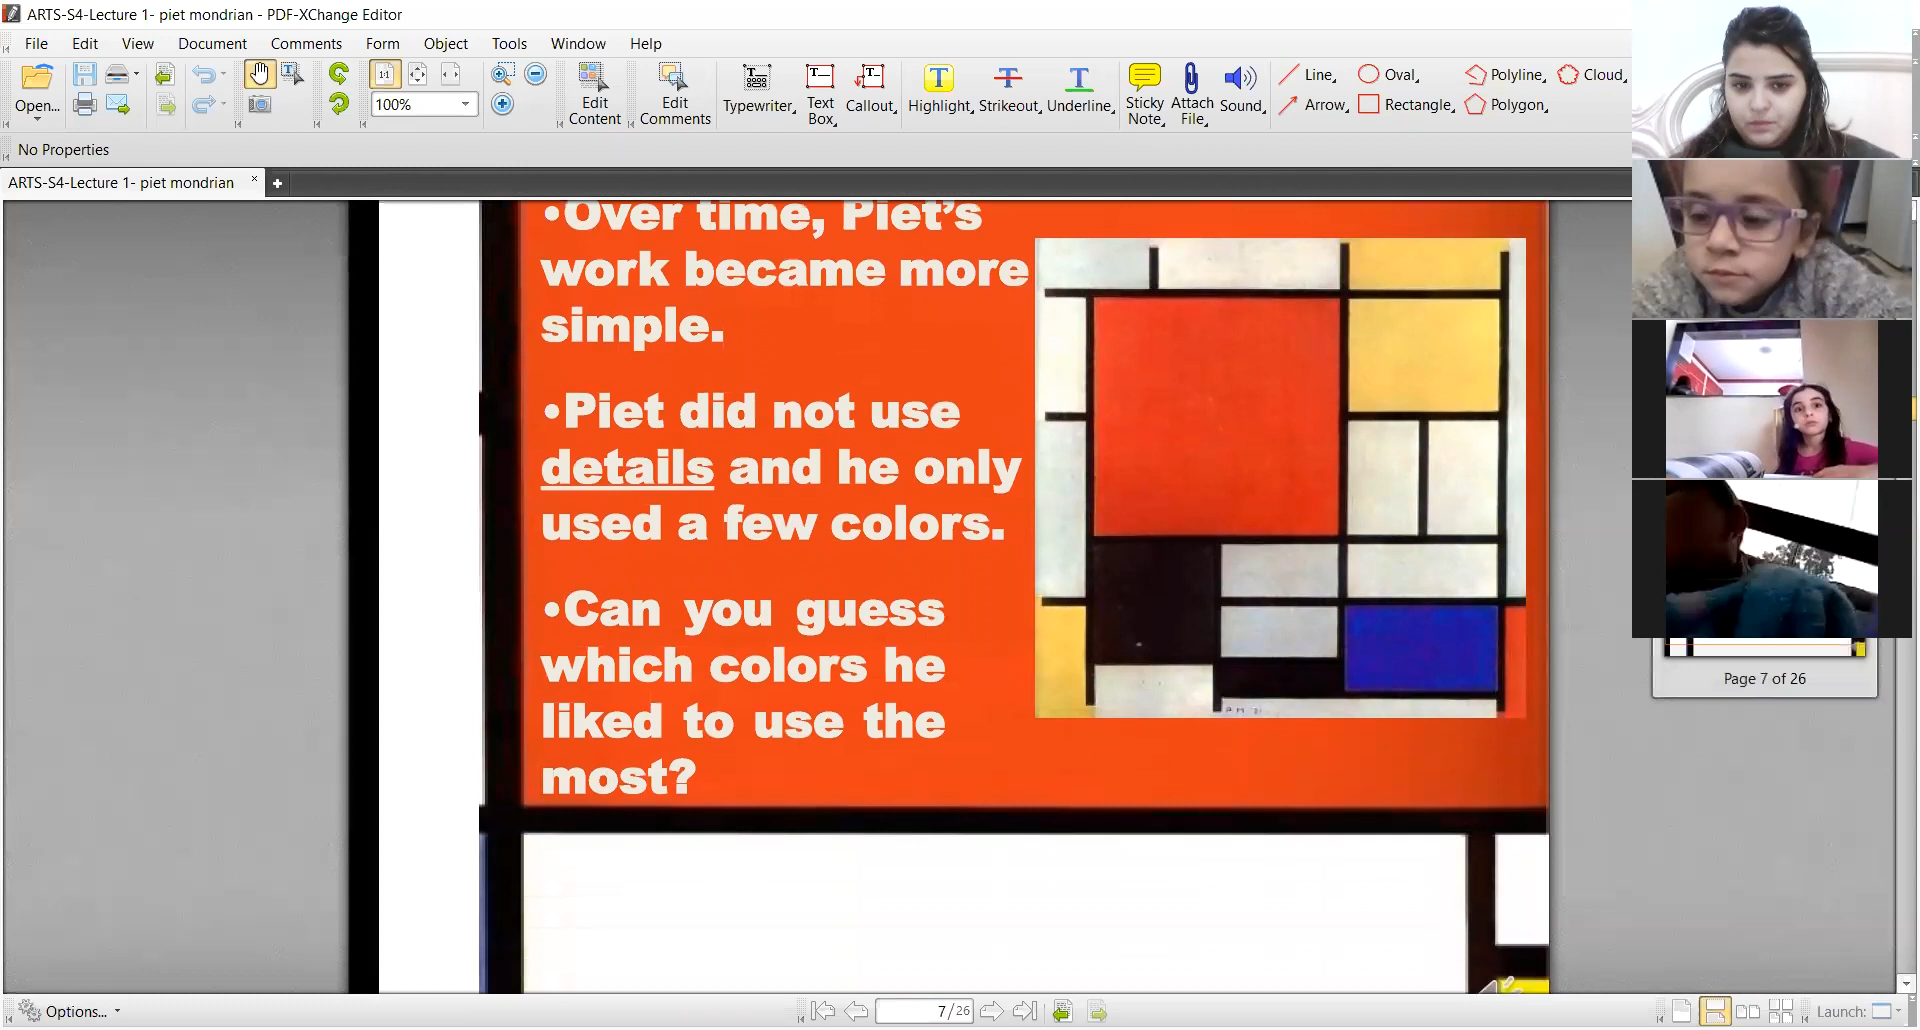 ARTS-S4-Lecture 1- piet mondrian - PDF-XChange Editor
File Edit View Document Comments Form Object Tools Window Help
Open...
1:1
100%
Edit Content
Edit Comments
Typewriter
Text Box
Callout
Highlight
Strikeout
Underline
Sticky Note
Attach File
Sound
Line
Arrow
Oval
Rectangle
Polyline
Polygon
Cloud
No Properties
ARTS-S4-Lecture 1- piet mondrian
•Over time, Piet's
work became more
simple.
•Piet did not use
details and he only
used a few colors.
•Can you guess
which colors he
liked to use the
most?
Page 7 of 26
Options...
7/26
Launch: